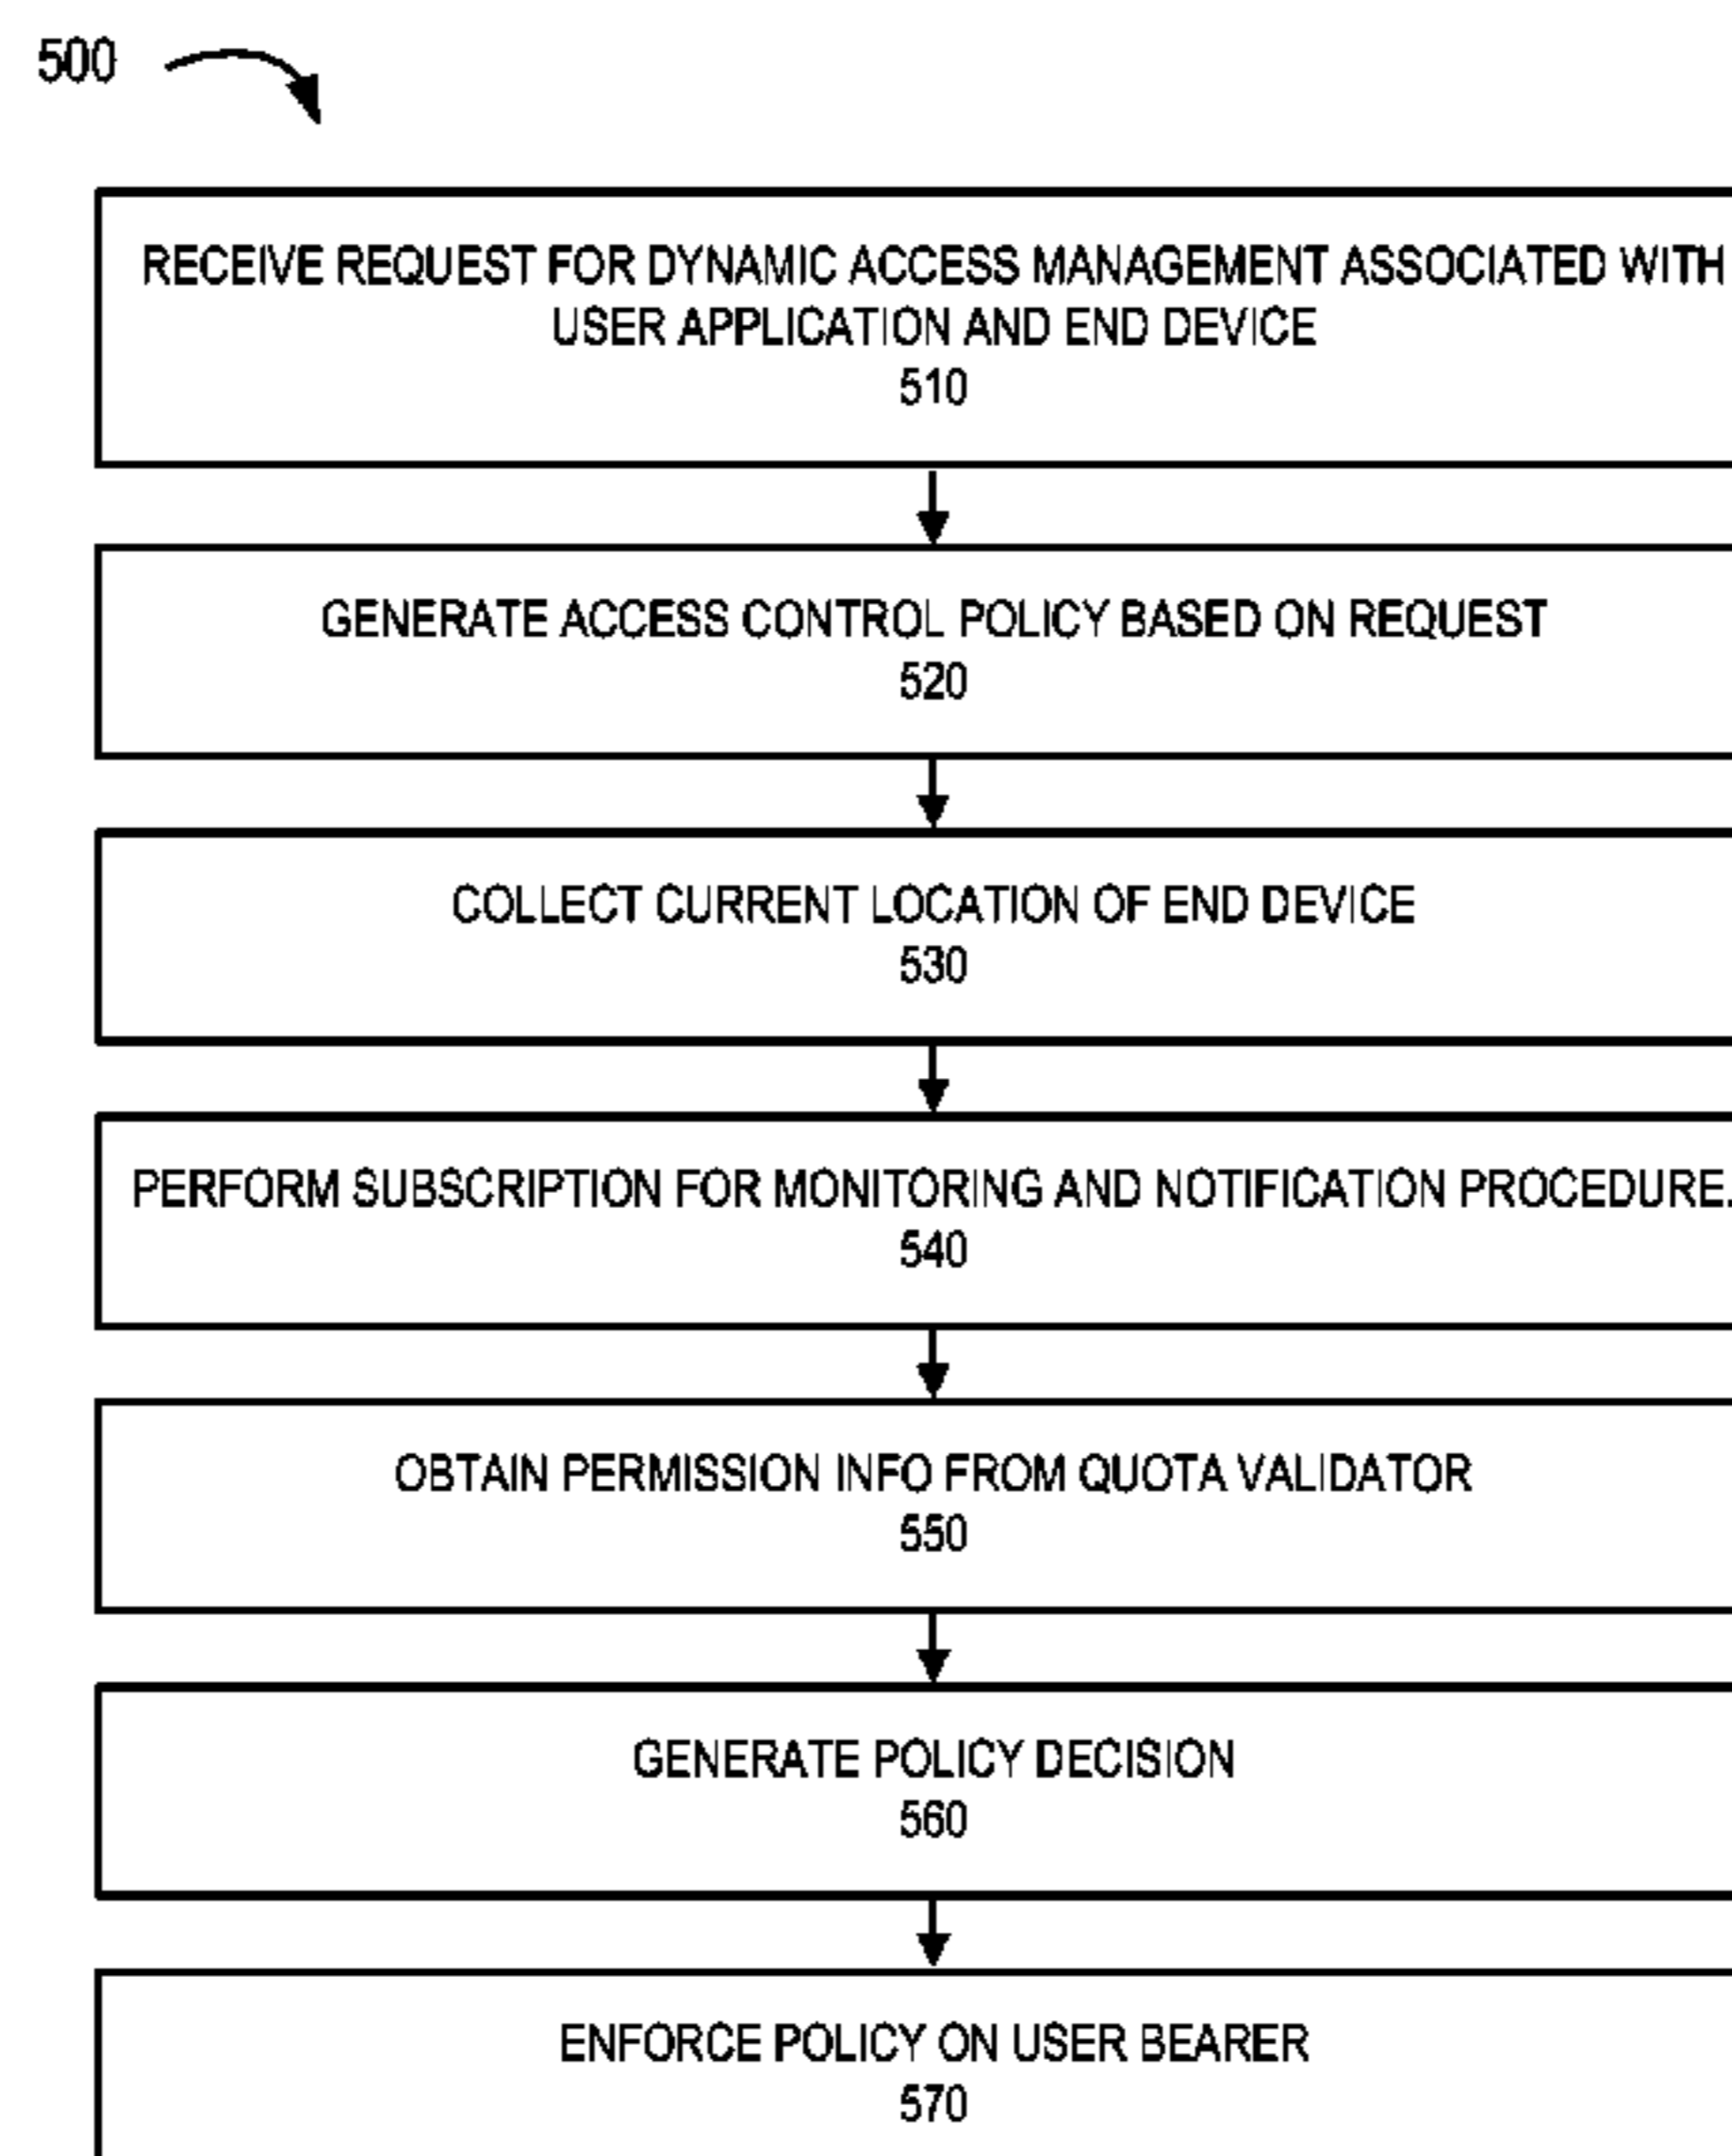 500
RECEIVE REQUEST FOR DYNAMIC ACCESS MANAGEMENT ASSOCIATED WITH
USER APPLICATION AND END DEVICE
510
GENERATE ACCESS CONTROL POLICY BASED ON REQUEST
520
COLLECT CURRENT LOCATION OF END DEVICE
530
PERFORM SUBSCRIPTION FOR MONITORING AND NOTIFICATION PROCEDURE.
540
OBTAIN PERMISSION INFO FROM QUOTA VALIDATOR
550
GENERATE POLICY DECISION
560
ENFORCE POLICY ON USER BEARER
570